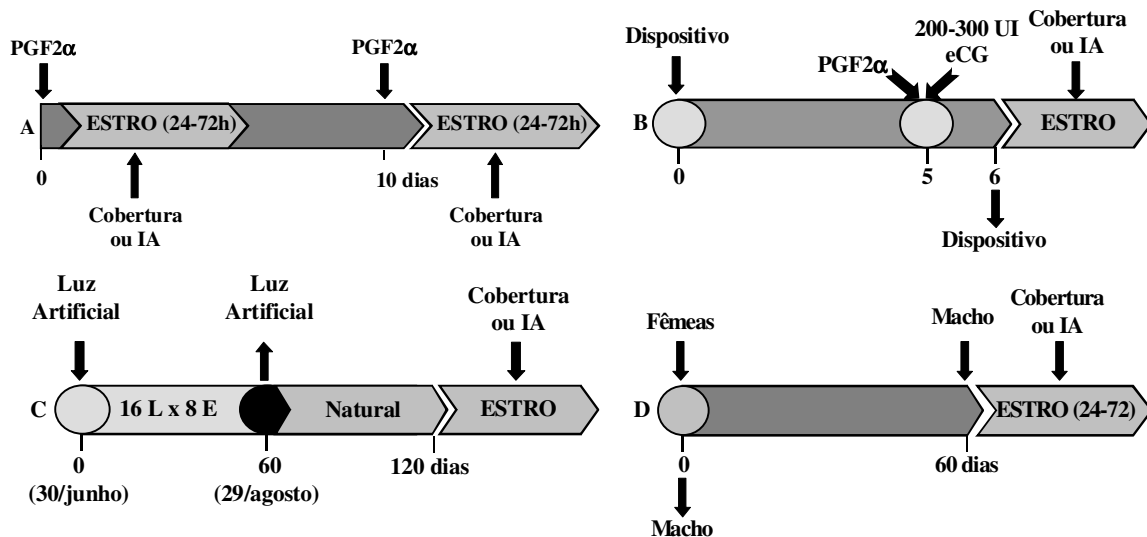 PGF2α
PGF2α
A
ESTRO (24-72h)
ESTRO (24-72h)
0
10 dias
Cobertura
ou IA
Cobertura
ou IA
Dispositivo
PGF2α
200-300 UI
eCG
Cobertura
ou IA
B
ESTRO
0
5
6
Dispositivo
Luz
Artificial
Luz
Artificial
Cobertura
ou IA
C
16 L x 8 E
Natural
ESTRO
0
(30/junho)
60
(29/agosto)
120 dias
Fêmeas
Macho
Cobertura
ou IA
D
ESTRO (24-72)
0
60 dias
Macho